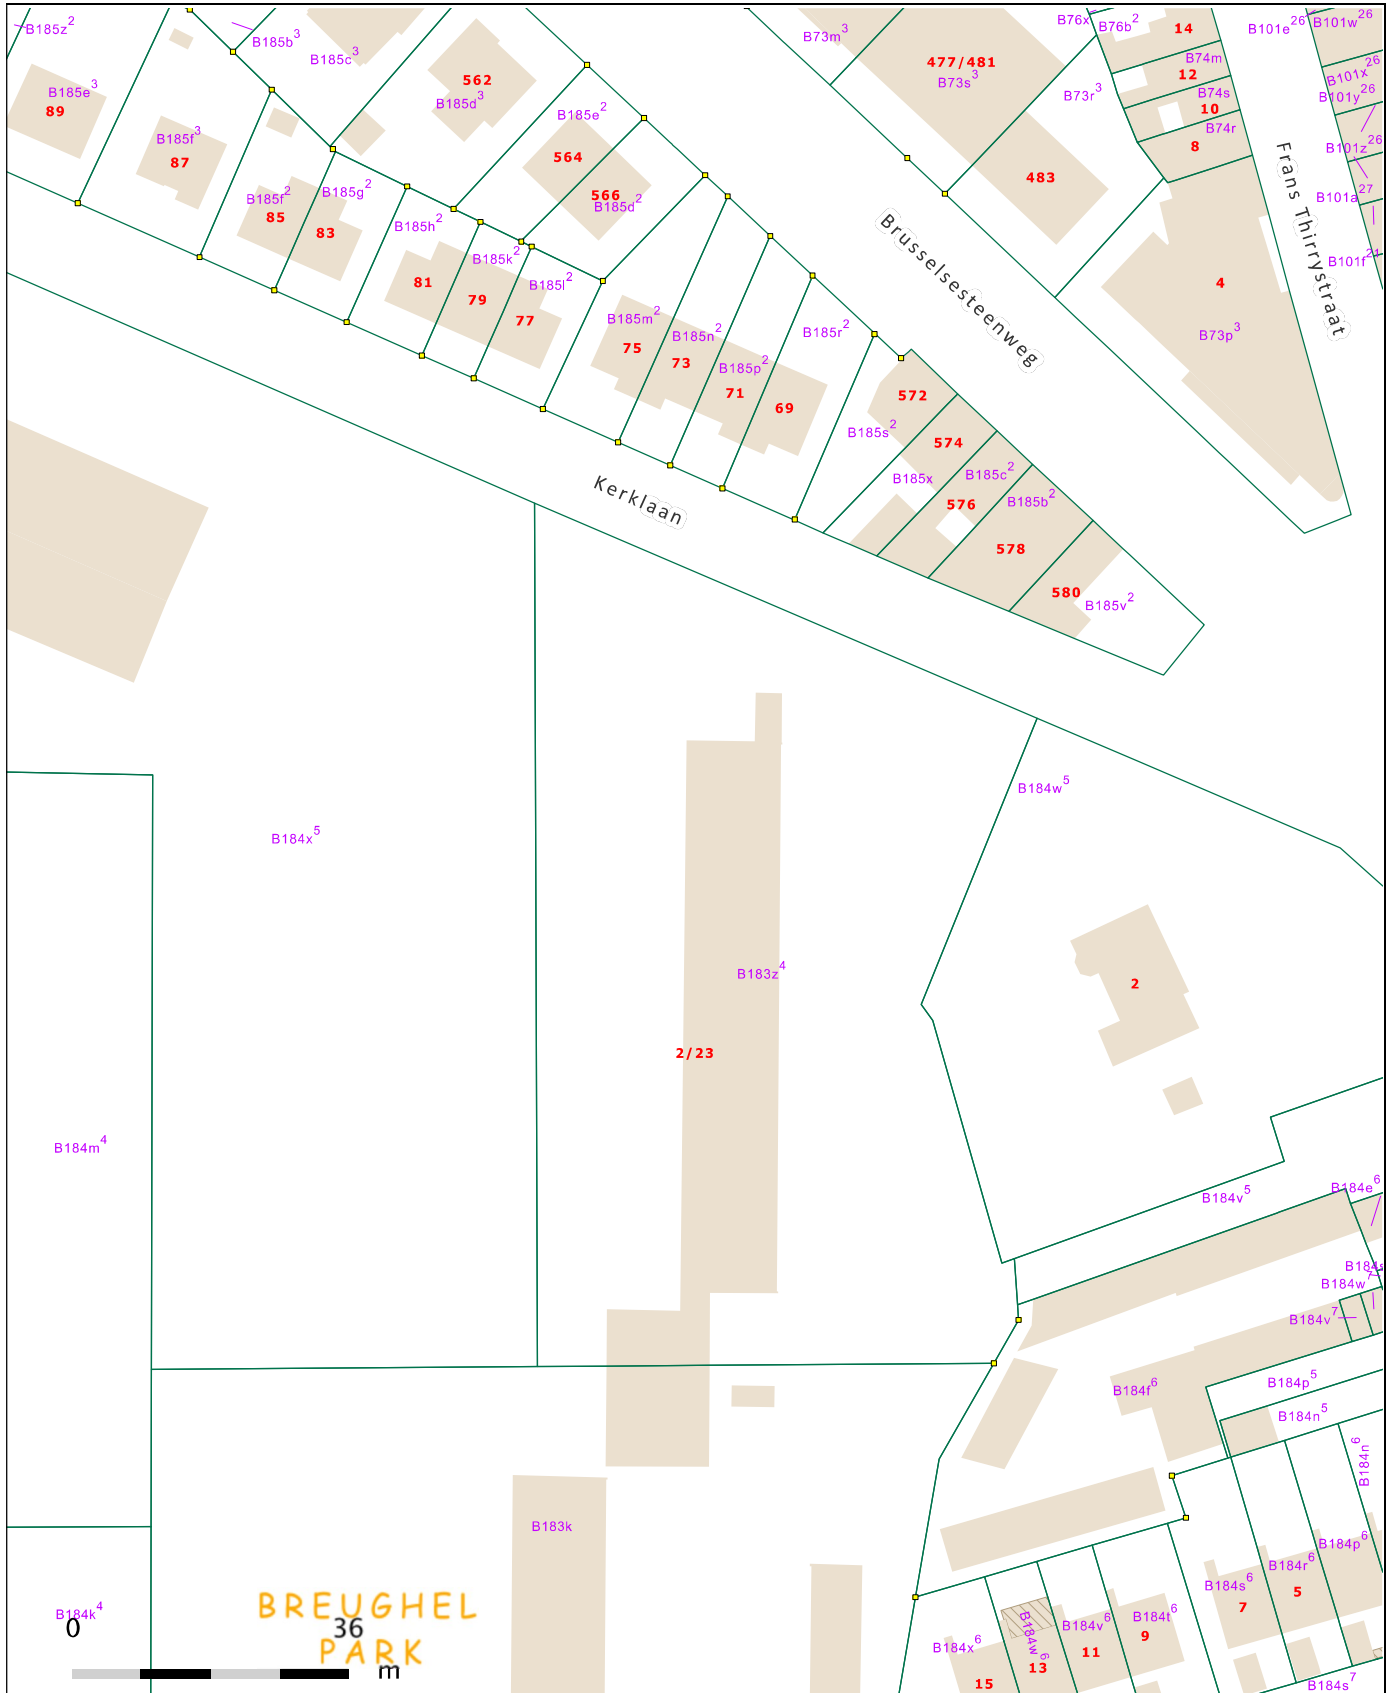 B185z²
B185b³
B185c³
562
B185d³
B73m³
477/481
B73s³
B76x
B76b²
14
B101e²⁶
B101w²⁶
B74m
12
B101x²⁶
B74s
B101y²⁶
10
B74r
8
B101z²⁶
B101a²⁷
B101f²¹
B73r³
483
B185e³
89
B185f³
87
B185e²
564
566
B185d²
B185f²
85
B185g²
83
B185h²
81
B185k²
79
B185l²
77
B185m²
75
B185n²
73
B185p²
71
B185r²
69
Brusselsesteenweg
Frans Thirrystraat
4
B73p³
572
B185s²
574
B185x
B185c²
576
B185b²
578
580
B185v²
Kerklaan
B184w⁵
B184x⁵
B183z⁴
2
2/23
B184m⁴
B184v⁵
B184e⁶
B184w⁷
B184v⁷
B184f⁶
B184p⁵
B184n⁵
B184n⁶
B183k
B184p⁶
B184r⁶
5
B184s⁶
7
B184t⁶
9
B184v⁶
11
B184w⁶
13
B184x⁶
15
B184s⁷
B184k⁴
BREUGHEL
PARK
0
36
m